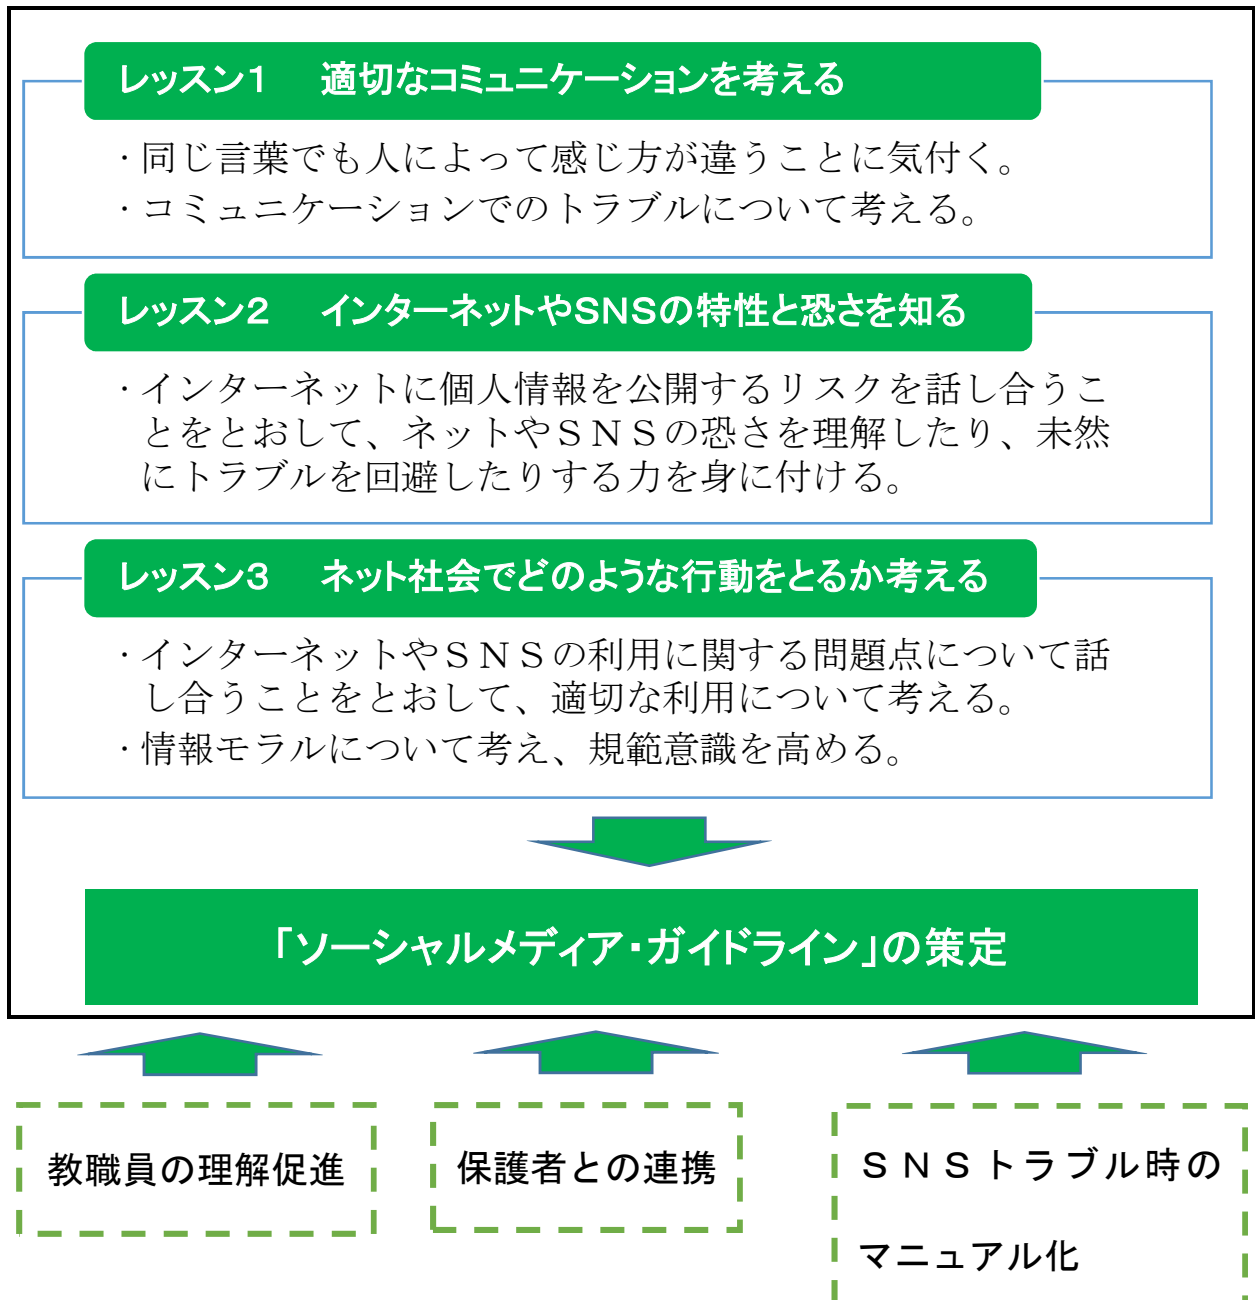 レッスン１　適切なコミュニケーションを考える
・同じ言葉でも人によって感じ方が違うことに気付く。
・コミュニケーションでのトラブルについて考える。
レッスン２　インターネットやＳＮＳの特性と恐さを知る
・インターネットに個人情報を公開するリスクを話し合うこ
とをとおして、ネットやＳＮＳの恐さを理解したり、未然
にトラブルを回避したりする力を身に付ける。
レッスン３　ネット社会でどのような行動をとるか考える
・インターネットやＳＮＳの利用に関する問題点について話
し合うことをとおして、適切な利用について考える。
・情報モラルについて考え、規範意識を高める。
「ソーシャルメディア・ガイドライン」の策定
教職員の理解促進
保護者との連携
ＳＮＳトラブル時の
マニュアル化